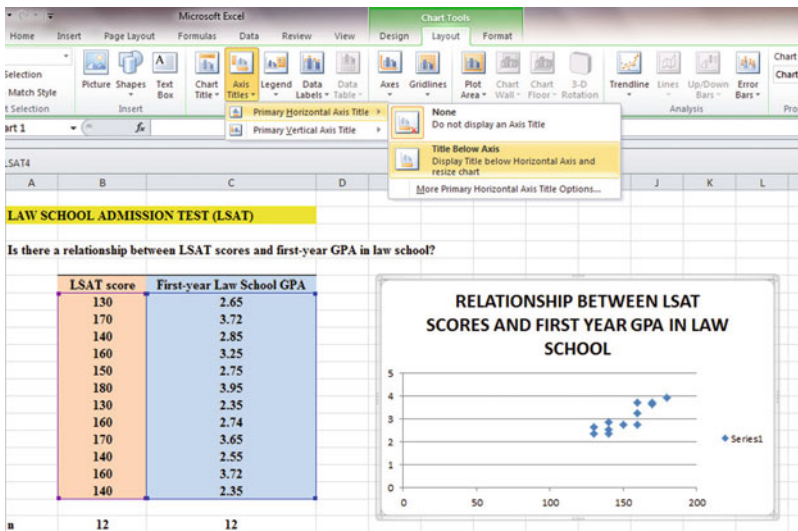 Microsoft Excel
Chart Tools
Home Insert Page Layout Formulas Data Review View Design Layout Format
Selection
Match Style
t Selection
Picture Shapes Text Box
Insert
Chart Title Axis Titles Legend Data Labels Data Table
Axes Gridlines
Plot Area Chart Wall Chart Floor 3-D Rotation
Trendline Lines Up/Down Bars Error Bars
Analysis
Chart
Chart
Pro
Primary Horizontal Axis Title
Primary Vertical Axis Title
None
Do not display an Axis Title
Title Below Axis
Display Title below Horizontal Axis and
resize chart
More Primary Horizontal Axis Title Options...
art 1 fx
LSAT4
A B C D J K L
LAW SCHOOL ADMISSION TEST (LSAT)
Is there a relationship between LSAT scores and first-year GPA in law school?
LSAT score First-year Law School GPA
130 2.65
170 3.72
140 2.85
160 3.25
150 2.75
180 3.95
130 2.35
160 2.74
170 3.65
140 2.55
160 3.72
140 2.35
n 12 12
RELATIONSHIP BETWEEN LSAT
SCORES AND FIRST YEAR GPA IN LAW
SCHOOL
5
4
3
2
1
0
0 50 100 150 200
Series1